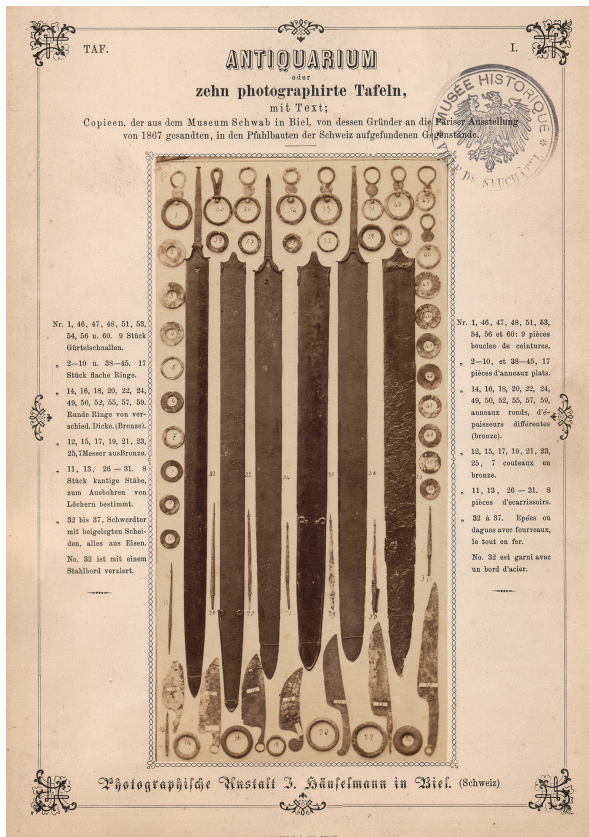 TAF.
I.
ANTIQUARIUM
oder
zehn photographirte Tafeln,
mit Text;
Copieen, der aus dem Museum Schwab in Biel, von dessen Gründer an die Pariser Ausstellung
von 1867 gesandten, in den Pfahlbauten der Schweiz aufgefundenen Gegenstände.
MUSÉE HISTORIQUE
VILLE DE NEUCHATEL
Nr. 1, 46, 47, 48, 51, 53,
54, 56 u. 60. 9 Stück
Gürtelschnallen.
„ 2—10 u. 38—45. 17
Stück flache Ringe.
„ 14, 16, 18, 20, 22, 24,
49, 50, 52, 55, 57, 59.
Runde Ringe von ver-
schied. Dicke. (Bronze).
„ 12, 15, 17, 19, 21, 23,
25, 7 Messer aus Bronze.
„ 11, 13, 26 — 31. 8
Stück kantige Stäbe,
zum Ausbohren von
Löchern bestimmt.
„ 32 bis 37, Schwerdter
mit beigelegten Schei-
den, alles aus Eisen.
No. 32 ist mit einem
Stahlbord verziert.
Nr. 1, 46, 47, 48, 51, 53,
54, 56 et 60: 9 pièces
boucles de ceintures.
„ 2—10, et 38—45, 17
pièces d'anneaux plats.
„ 14, 16, 18, 20, 22, 24,
49, 50, 52, 55, 57, 59,
anneaux ronds, d'é-
paisseurs différentes
(bronze).
„ 12, 15, 17, 19, 21, 23,
25, 7 couteaux en
bronze.
„ 11, 13, 26 — 31. 8
pièces d'ecarrissoirs.
„ 32 à 37. Epées ou
dagues avec fourreaux,
le tout en fer.
No. 32 est garni avec
un bord d'acier.
Photographische Anstalt J. Häuselmann in Biel. (Schweiz)